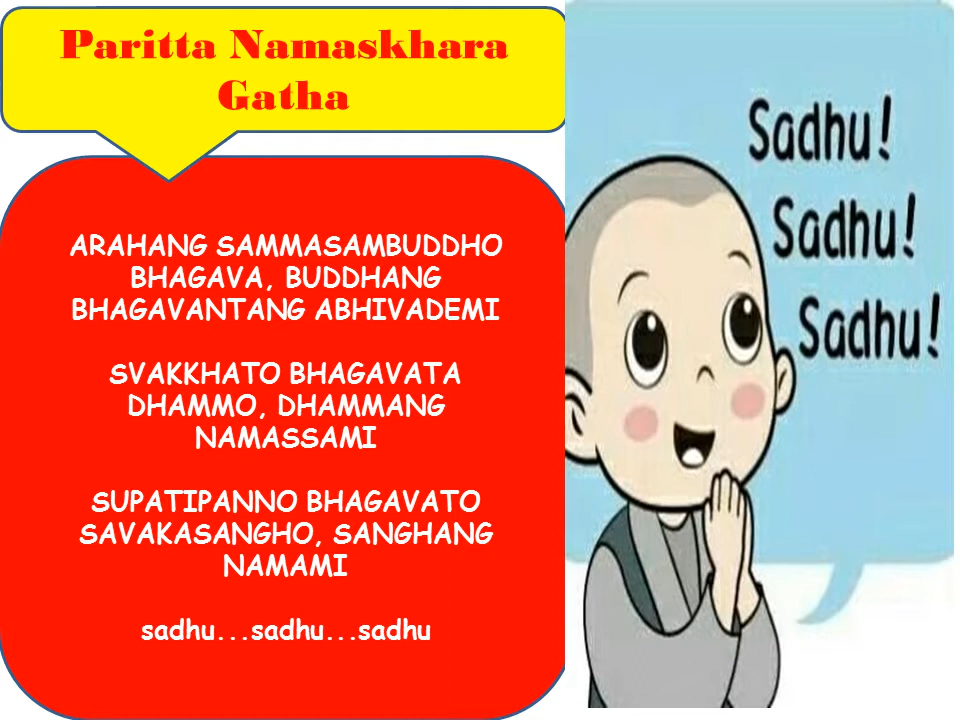 Paritta Namaskhara
Gatha
ARAHANG SAMMASAMBUDDHO
BHAGAVA, BUDDHANG
BHAGAVANTANG ABHIVADEMI
SVAKKHATO BHAGAVATA
DHAMMO, DHAMMANG
NAMASSAMI
SUPATIPANNO BHAGAVATO
SAVAKASANGHO, SANGHANG
NAMAMI
sadhu...sadhu...sadhu
Sadhu!
Sadhu!
Sadhu!